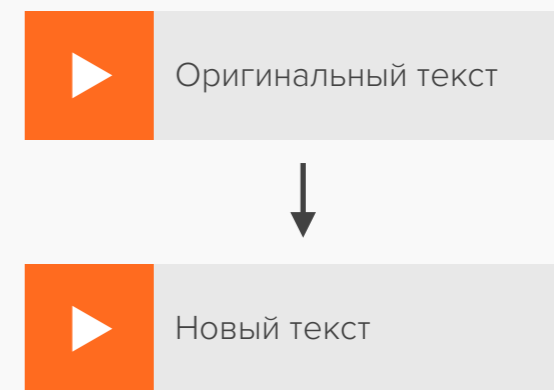 Оригинальный текст
Новый текст